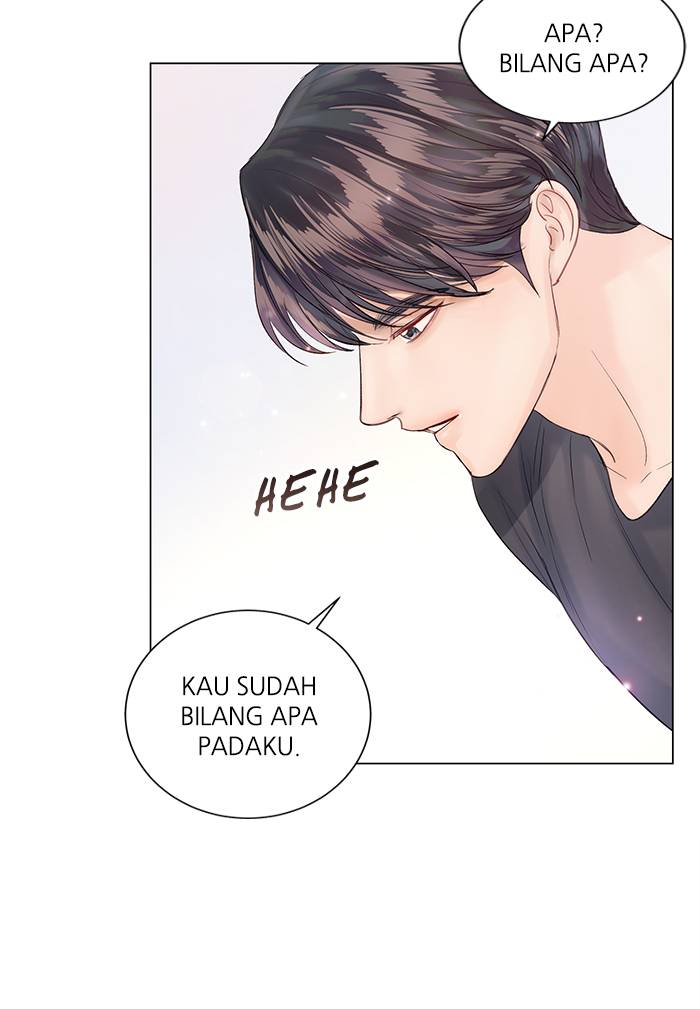 APA?
BILANG APA?
HEHE
KAU SUDAH
BILANG APA
PADAKU.